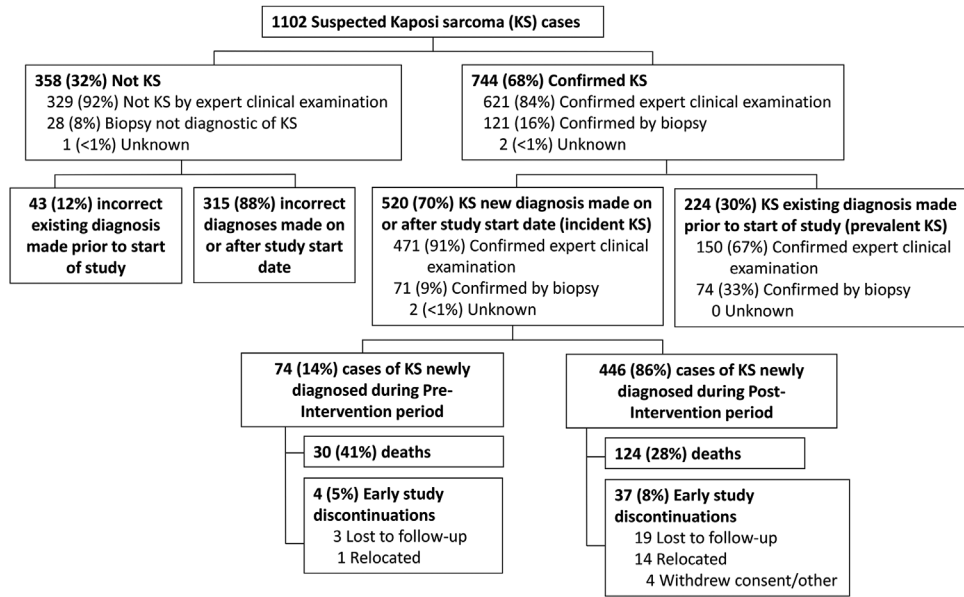 1102 Suspected Kaposi sarcoma (KS) cases
358 (32%) Not KS
329 (92%) Not KS by expert clinical examination
28 (8%) Biopsy not diagnostic of KS
1 (<1%) Unknown
744 (68%) Confirmed KS
621 (84%) Confirmed expert clinical examination
121 (16%) Confirmed by biopsy
2 (<1%) Unknown
43 (12%) incorrect
existing diagnosis
made prior to start
of study
315 (88%) incorrect
diagnoses made on
or after study start
date
520 (70%) KS new diagnosis made on
or after study start date (incident KS)
471 (91%) Confirmed expert clinical
examination
71 (9%) Confirmed by biopsy
2 (<1%) Unknown
224 (30%) KS existing diagnosis made
prior to start of study (prevalent KS)
150 (67%) Confirmed expert clinical
examination
74 (33%) Confirmed by biopsy
0 Unknown
74 (14%) cases of KS newly
diagnosed during Pre-
Intervention period
30 (41%) deaths
4 (5%) Early study
discontinuations
3 Lost to follow-up
1 Relocated
446 (86%) cases of KS newly
diagnosed during Post-
Intervention period
124 (28%) deaths
37 (8%) Early study
discontinuations
19 Lost to follow-up
14 Relocated
4 Withdrew consent/other